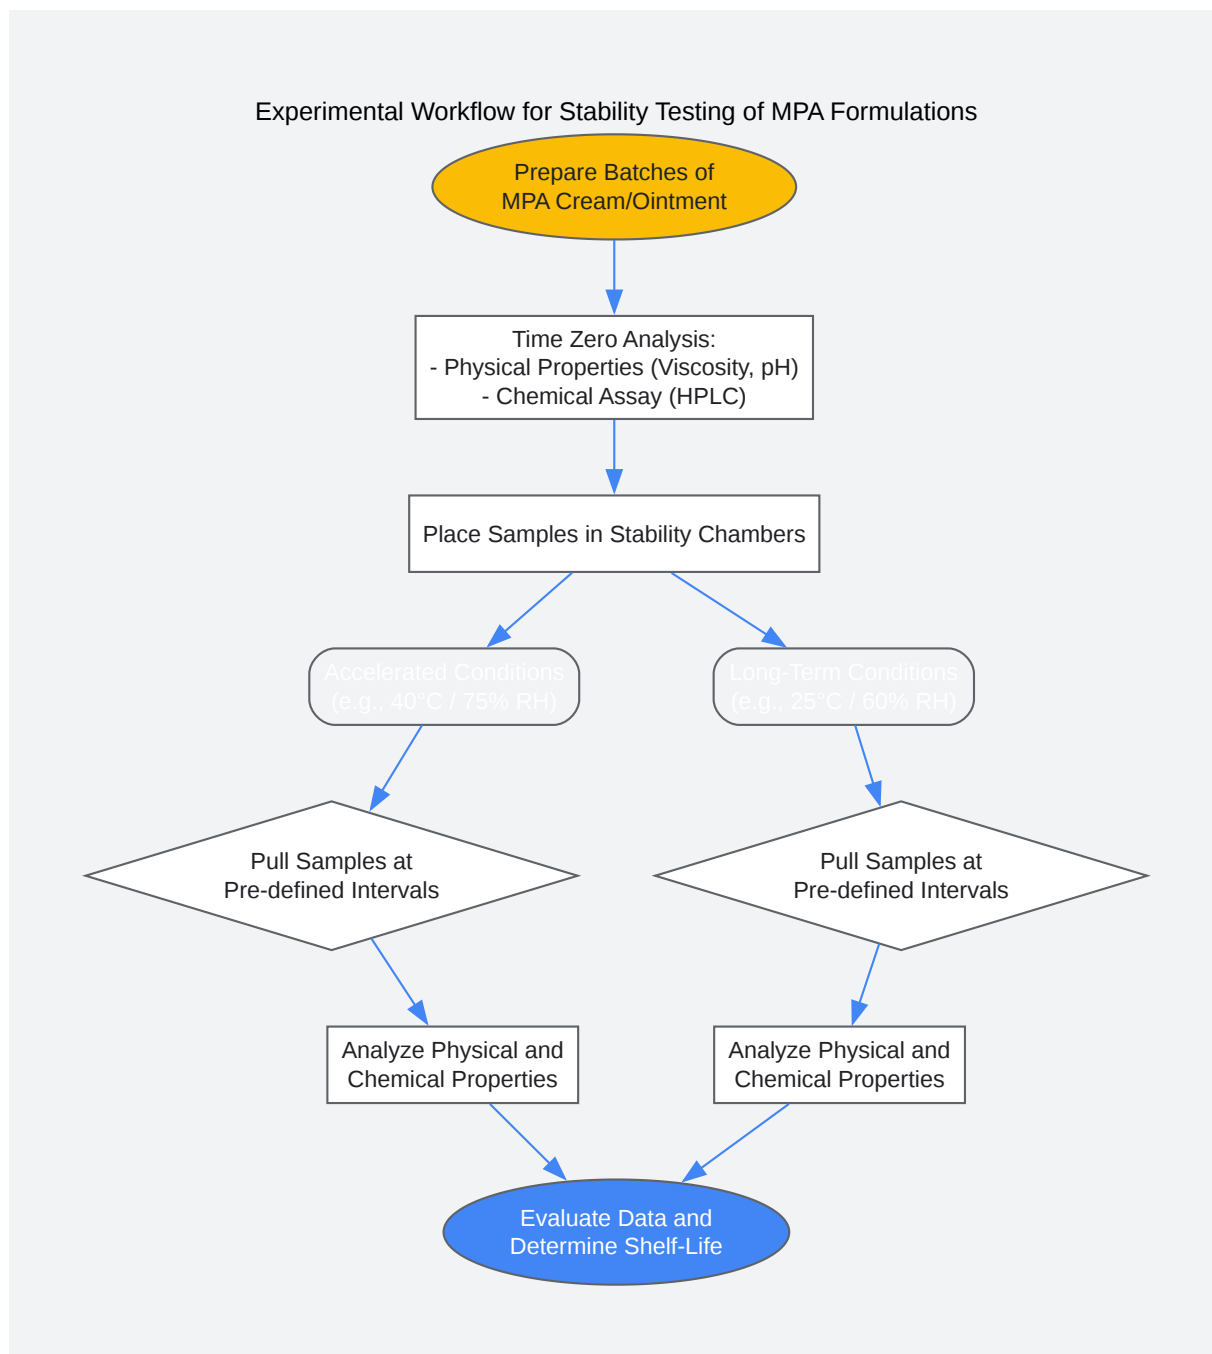 Experimental Workflow for Stability Testing of MPA Formulations
Prepare Batches of
MPA Cream/Ointment
Time Zero Analysis:
- Physical Properties (Viscosity, pH)
- Chemical Assay (HPLC)
Place Samples in Stability Chambers
Accelerated Conditions
(e.g., 40°C / 75% RH)
Long-Term Conditions
(e.g., 25°C / 60% RH)
Pull Samples at
Pre-defined Intervals
Pull Samples at
Pre-defined Intervals
Analyze Physical and
Chemical Properties
Analyze Physical and
Chemical Properties
Evaluate Data and
Determine Shelf-Life